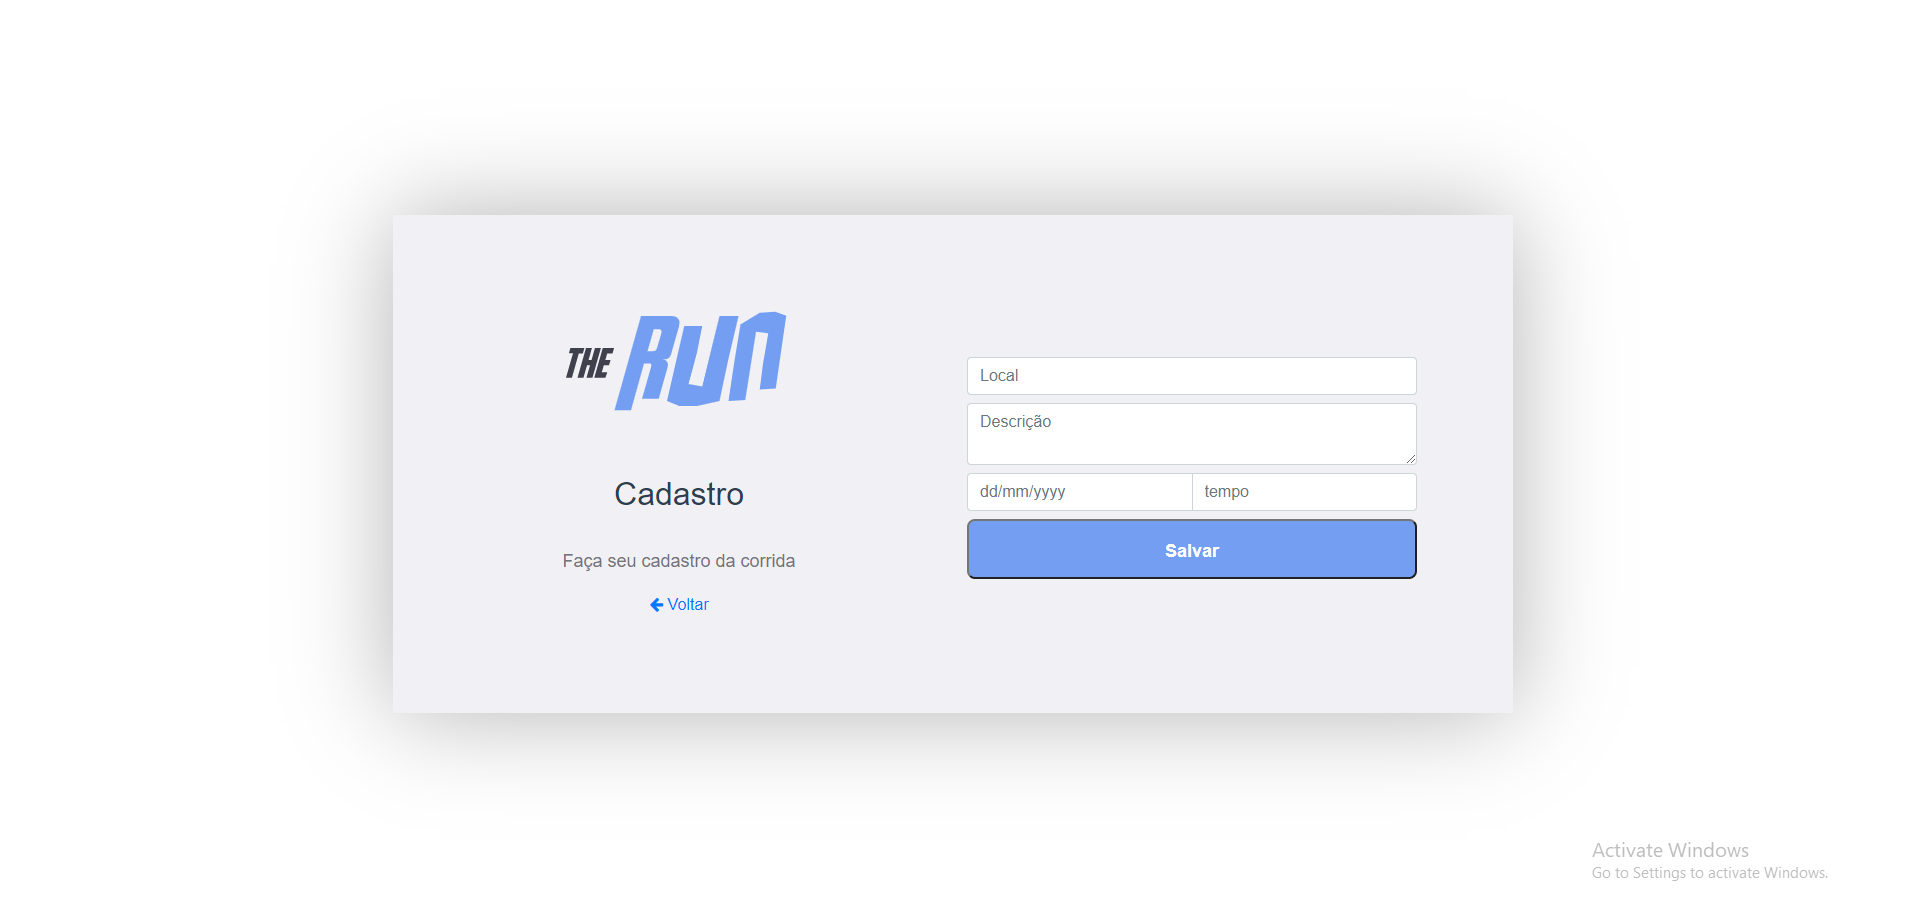 THE RUN
Cadastro
Faça seu cadastro da corrida
Voltar
Local
Descrição
dd/mm/yyyy
tempo
Salvar
Activate Windows
Go to Settings to activate Windows.